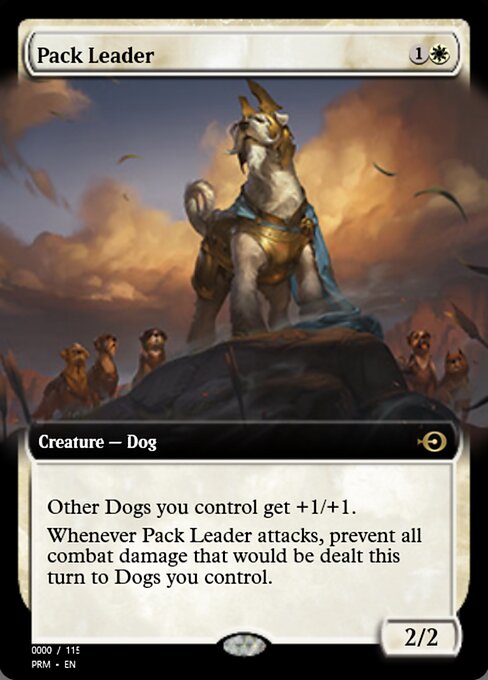 Pack Leader 1
Creature — Dog
Other Dogs you control get +1/+1.
Whenever Pack Leader attacks, prevent all
combat damage that would be dealt this
turn to Dogs you control.
2/2
0000 / 115
PRM • EN